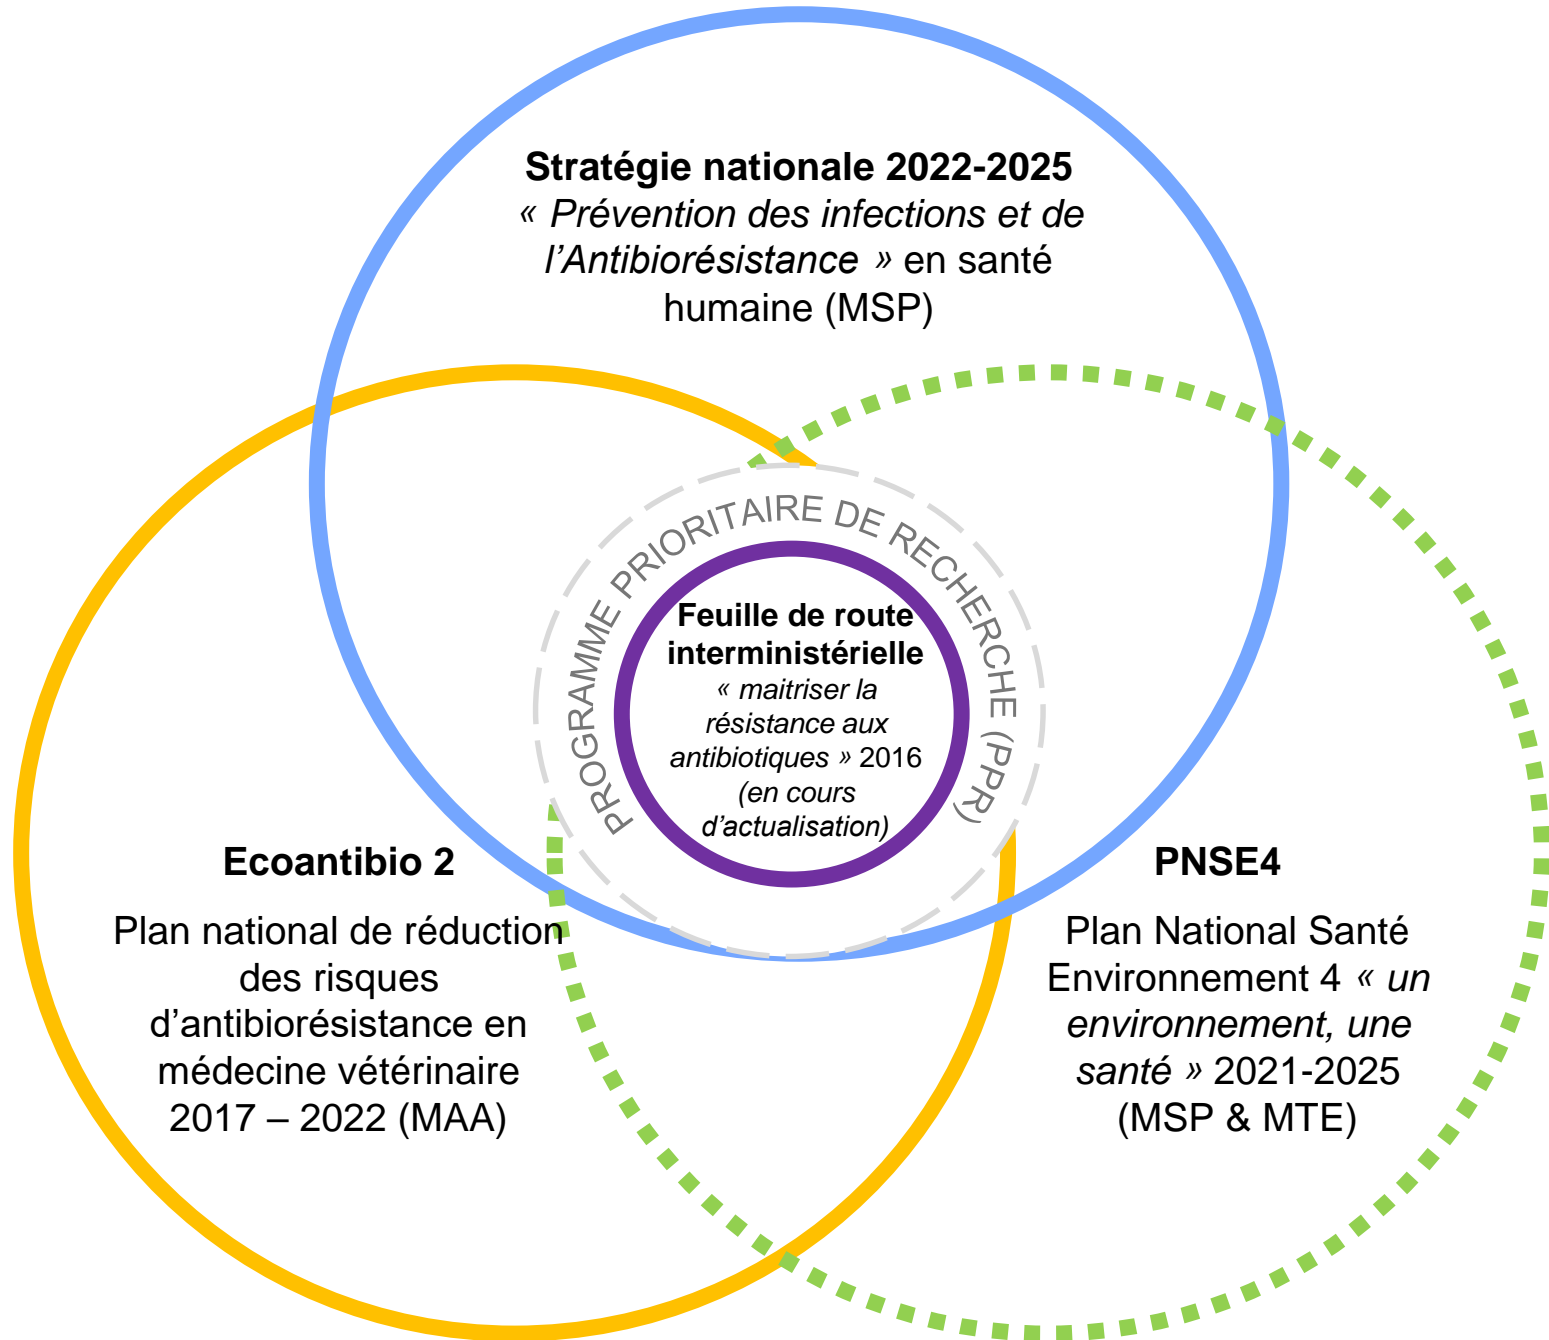 Stratégie nationale 2022-2025
« Prévention des infections et de
l’Antibiorésistance » en santé
humaine (MSP)
PROGRAMME PRIORITAIRE DE RECHERCHE (PPR)
Feuille de route
interministérielle
« maitriser la
résistance aux
antibiotiques » 2016
(en cours
d’actualisation)
Ecoantibio 2
Plan national de réduction
des risques
d’antibiorésistance en
médecine vétérinaire
2017 – 2022 (MAA)
PNSE4
Plan National Santé
Environnement 4 « un
environnement, une
santé » 2021-2025
(MSP & MTE)